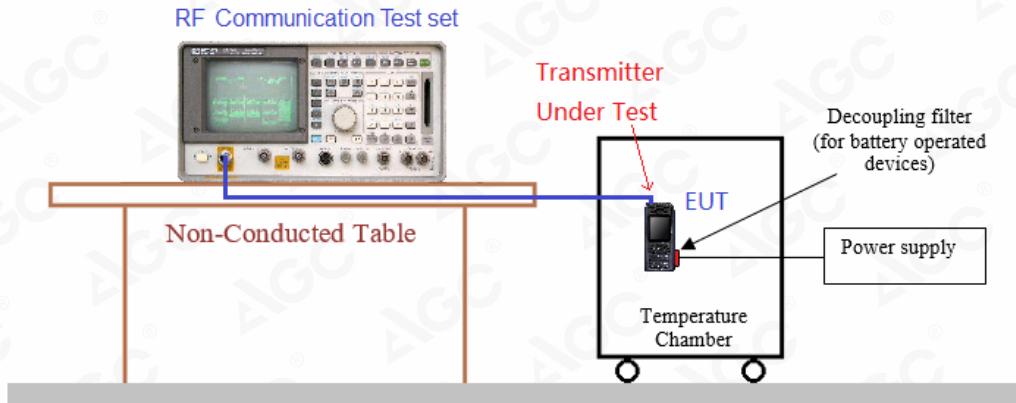 RF Communication Test set
Transmitter
Under Test
Decoupling filter
(for battery operated
devices)
EUT
Non-Conducted Table
Power supply
Temperature
Chamber
AGC